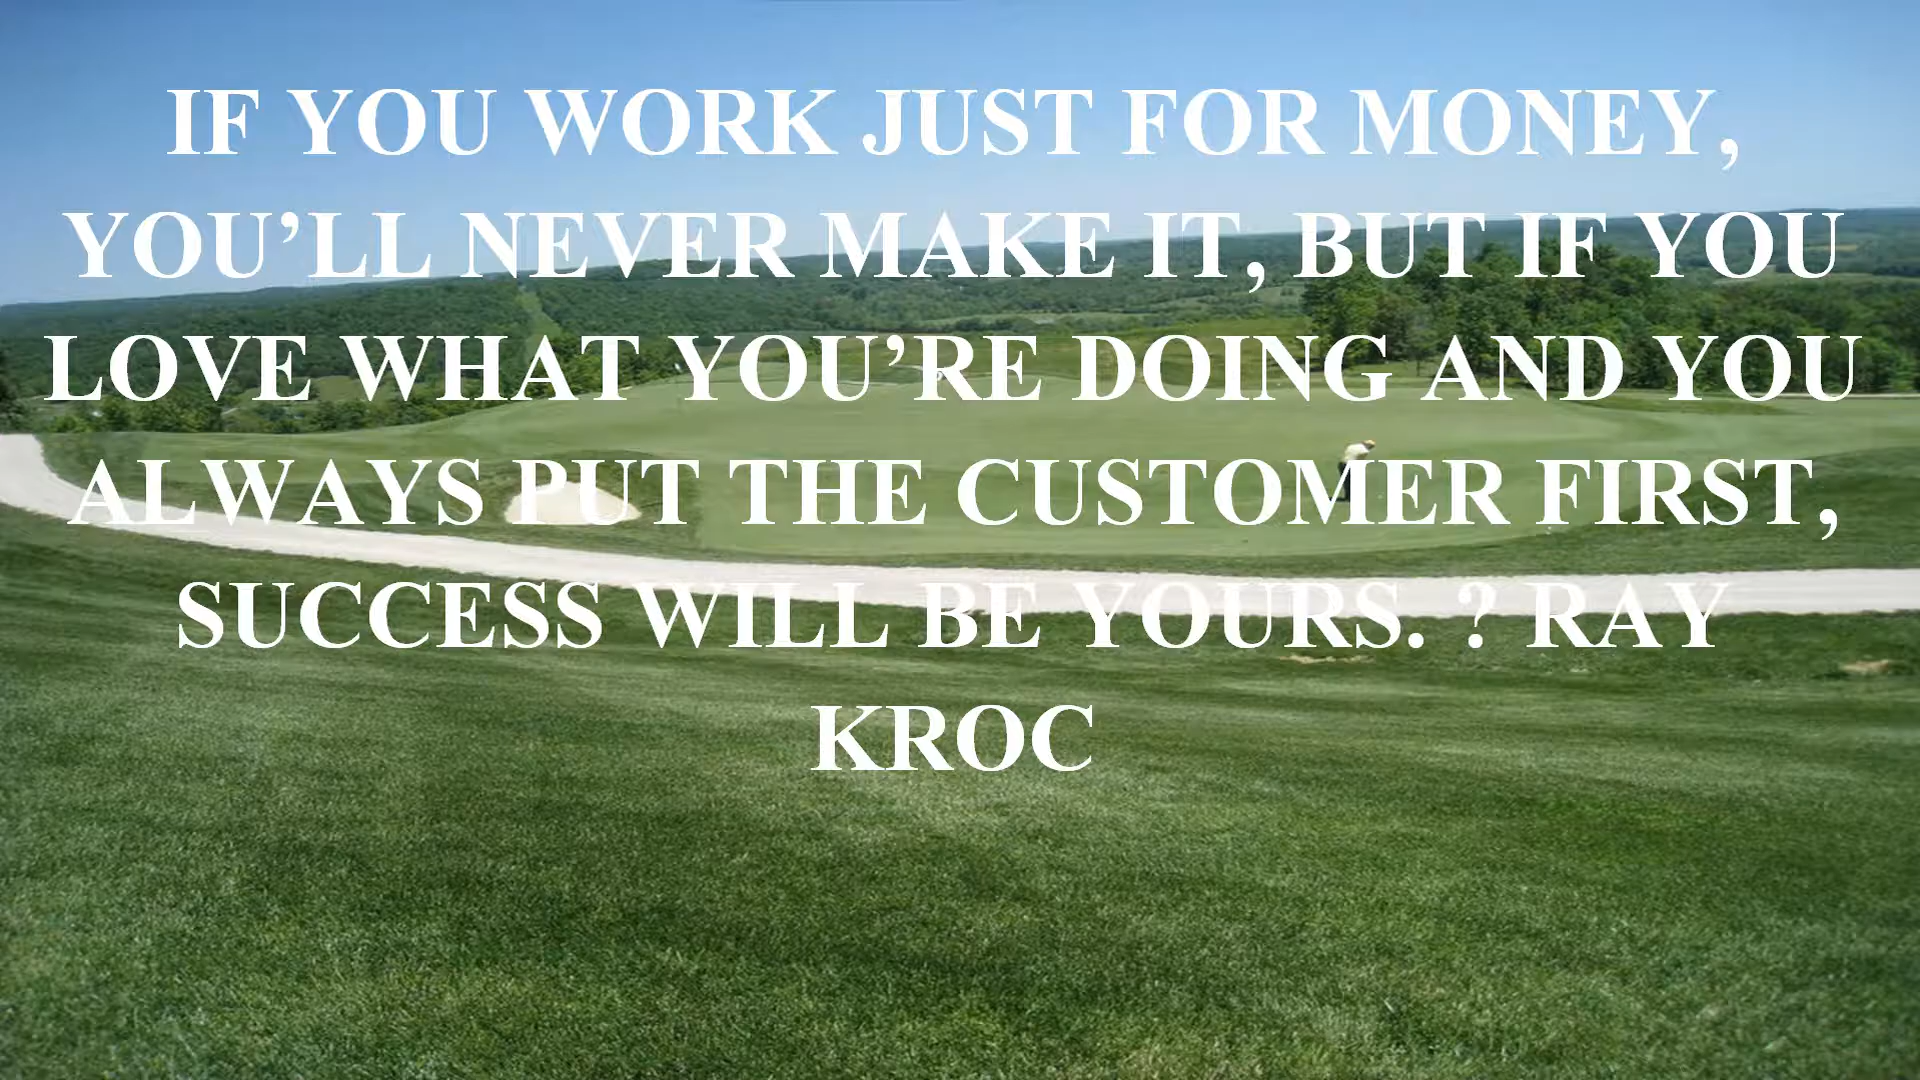 IF YOU WORK JUST FOR MONEY,
YOU’LL NEVER MAKE IT, BUT IF YOU
LOVE WHAT YOU’RE DOING AND YOU
ALWAYS PUT THE CUSTOMER FIRST,
SUCCESS WILL BE YOURS. ? RAY
KROC